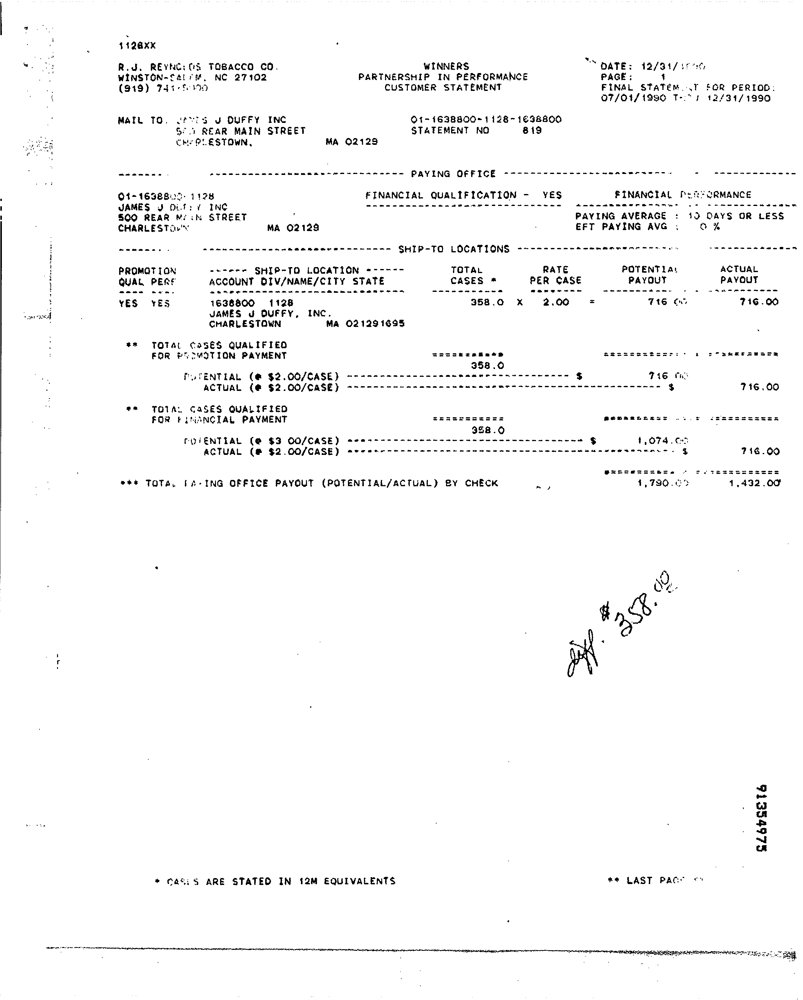 1128XX
R.J. REYNOLDS TOBACCO CO. WINNERS DATE: 12/31/1990
WINSTON-SALEM, NC 27102 PARTNERSHIP IN PERFORMANCE PAGE: 1
(919) CUSTOMER STATEMENT FINAL STATEMENT FOR PERIOD:
07/01/1990 THRU 12/31/1990
MAIL TO: JAMES J DUFFY INC 01-1638800-1128-1638800
500 REAR MAIN STREET STATEMENT NO 819
CHARLESTOWN, MA 02129
------- PAYING OFFICE -------
01-1638800-1128 FINANCIAL QUALIFICATION - YES FINANCIAL PERFORMANCE
JAMES J DUFFY INC
500 REAR MAIN STREET PAYING AVERAGE : 10 DAYS OR LESS
CHARLESTOWN MA 02129 EFT PAYING AVG : 0 %
------- SHIP-TO LOCATIONS -------
PROMOTION ------ SHIP-TO LOCATION ------ TOTAL RATE POTENTIAL ACTUAL
QUAL PERF ACCOUNT DIV/NAME/CITY STATE CASES * PER CASE PAYOUT PAYOUT
YES YES 1638800 1128 358.0 X 2.00 = 716.00 716.00
JAMES J DUFFY, INC.
CHARLESTOWN MA 021291695
** TOTAL CASES QUALIFIED
FOR PROMOTION PAYMENT
358.0
POTENTIAL (@ $2.00/CASE) ------- $ 716.00
ACTUAL (@ $2.00/CASE) ------- $ 716.00
** TOTAL CASES QUALIFIED
FOR FINANCIAL PAYMENT
358.0
POTENTIAL (@ $3.00/CASE) ------- $ 1,074.00
ACTUAL (@ $2.00/CASE) ------- $ 716.00
*** TOTAL PAYING OFFICE PAYOUT (POTENTIAL/ACTUAL) BY CHECK 1,790.00 1,432.00
diff. $358.00
91354975
* CASES ARE STATED IN 12M EQUIVALENTS ** LAST PAGE **